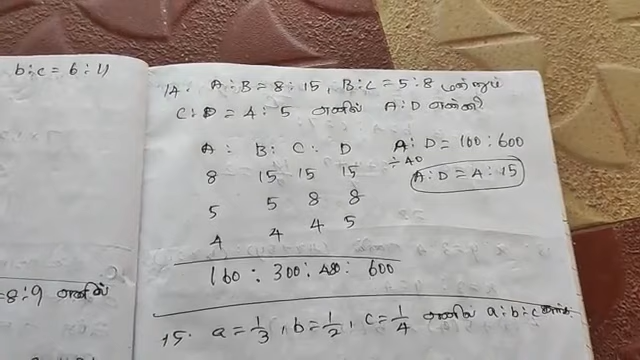 b:c = 6:11
14. A:B = 8:15, B:C = 5:8 மற்றும்
C:D = 4:5 எனில் A:D என்ன?
A: B: C: D A:D = 160:600
8 15 15 15 ÷40
A:D = 4:15
5 5 8 8
4 4 4 5
160 : 300 : 480 : 600
=8:9 எனில்
15. a=1/3, b=1/2, c=1/4 எனில் a:b:c